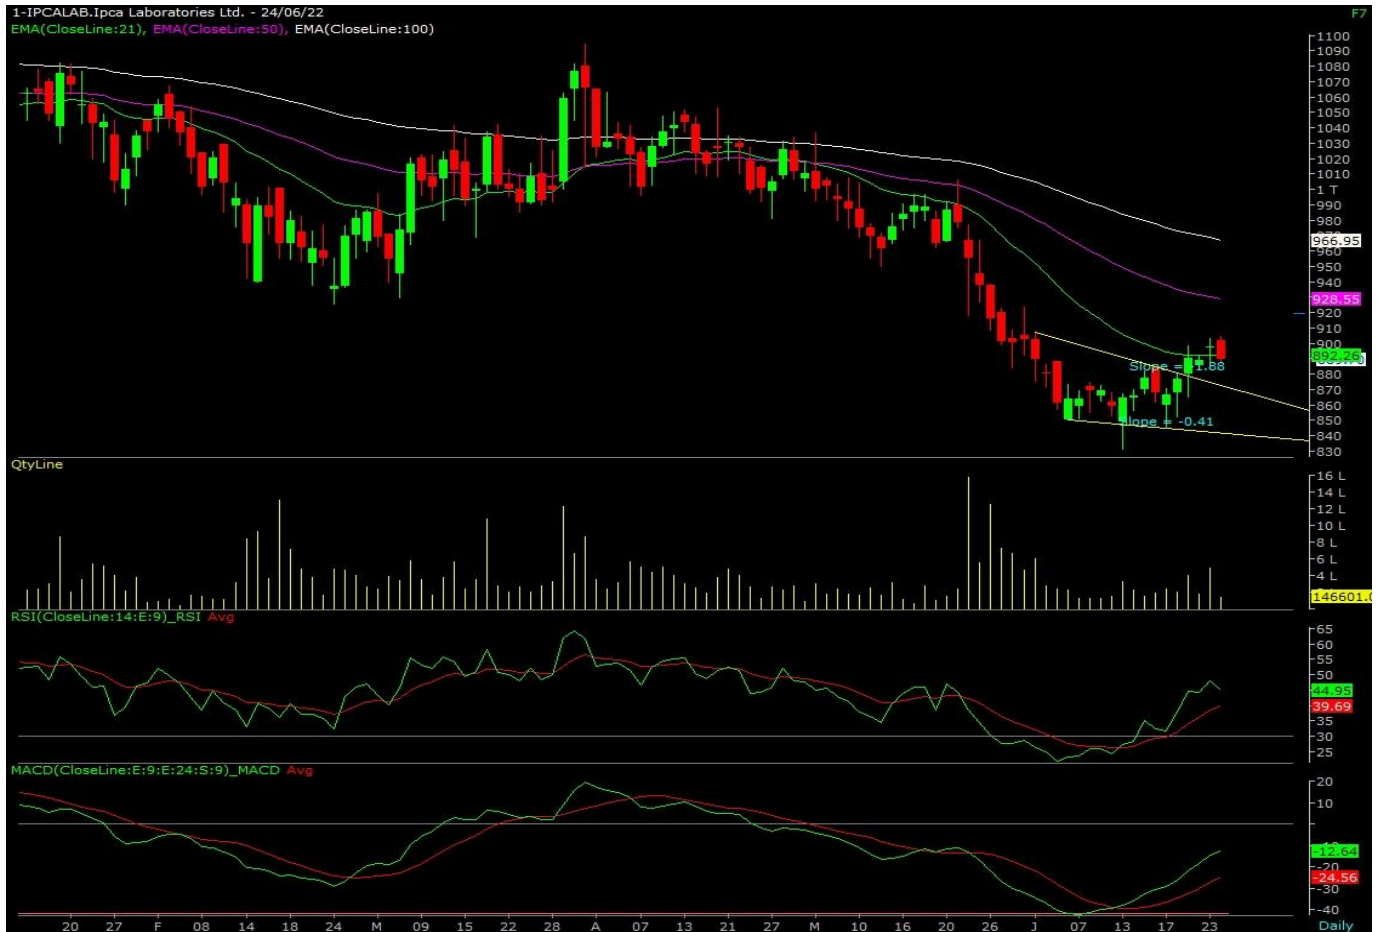 1-IPCALAB.Ipca Laboratories Ltd. - 24/06/22
F7
EMA(CloseLine:21), EMA(CloseLine:50), EMA(CloseLine:100)
1100
1090
1080
1070
1060
1050
1040
1030
1020
1010
1 T
990
980
966.95
960
950
940
928.55
920
910
900
892.26
Slope = -1.88
880
870
860
850
Slope = -0.41
840
830
QtyLine
16 L
14 L
12 L
10 L
8 L
6 L
4 L
146601.0
RSI(CloseLine:14:E:9)_RSI Avg
65
60
55
50
44.95
39.69
35
30
25
MACD(CloseLine:E:9:E:24:S:9)_MACD Avg
20
10
-12.64
-20
-24.56
-30
-40
20 27 F 08 14 18 24 M 09 15 22 28 A 07 13 21 27 M 10 16 20 26 J 07 13 17 23 Daily